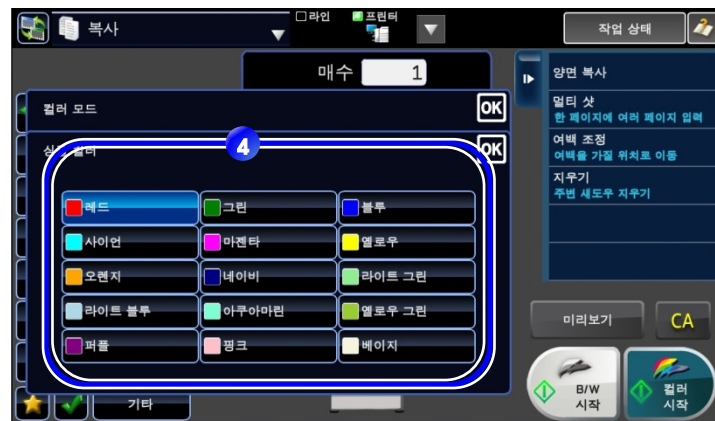 복사
라인
프린터
작업 상태
매수 1
양면 복사
컬러 모드
OK
멀티 샷
한 페이지에 여러 페이지 입력
4
OK
컬러
여백 조정
여백을 가질 위치로 이동
지우기
주변 섀도우 지우기
레드
그린
블루
사이언
마젠타
옐로우
오렌지
네이비
라이트 그린
라이트 블루
아쿠아마린
옐로우 그린
퍼플
핑크
베이지
미리보기
CA
B/W
시작
컬러
시작
기타